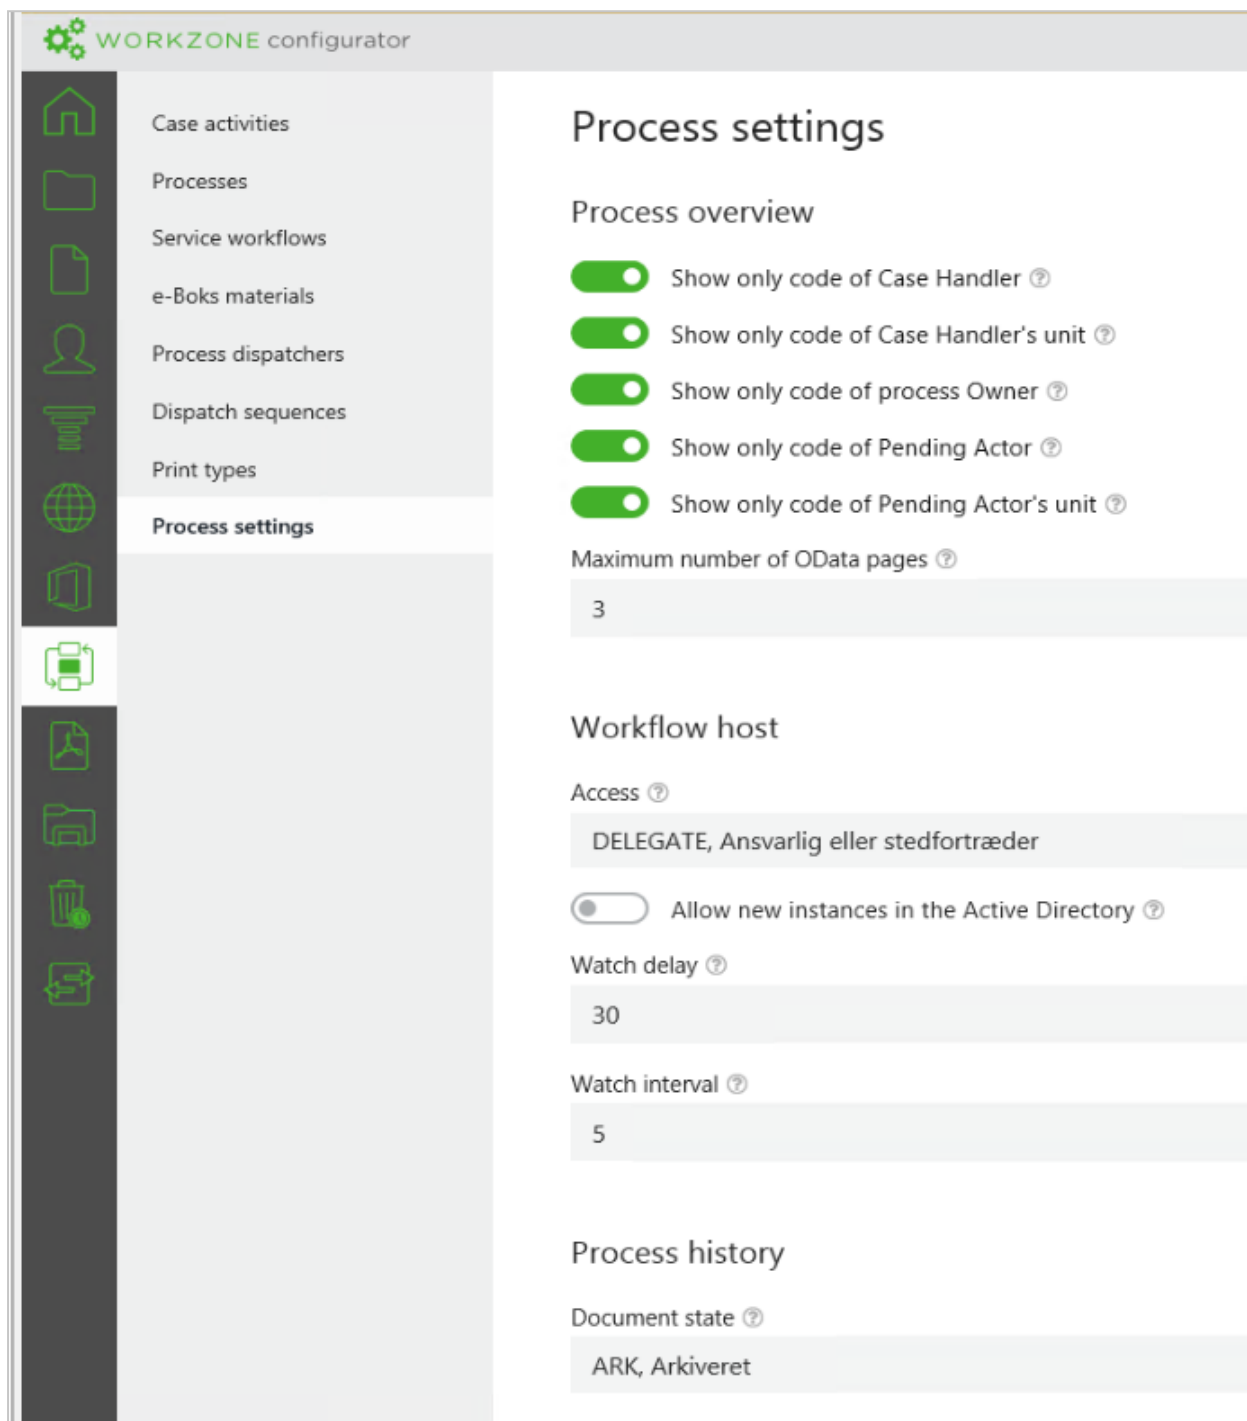 WORKZONE configurator
Case activities
Processes
Service workflows
e-Boks materials
Process dispatchers
Dispatch sequences
Print types
Process settings
Process settings
Process overview
Show only code of Case Handler ?
Show only code of Case Handler's unit ?
Show only code of process Owner ?
Show only code of Pending Actor ?
Show only code of Pending Actor's unit ?
Maximum number of OData pages ?
3
Workflow host
Access ?
DELEGATE, Ansvarlig eller stedfortræder
Allow new instances in the Active Directory ?
Watch delay ?
30
Watch interval ?
5
Process history
Document state ?
ARK, Arkiveret